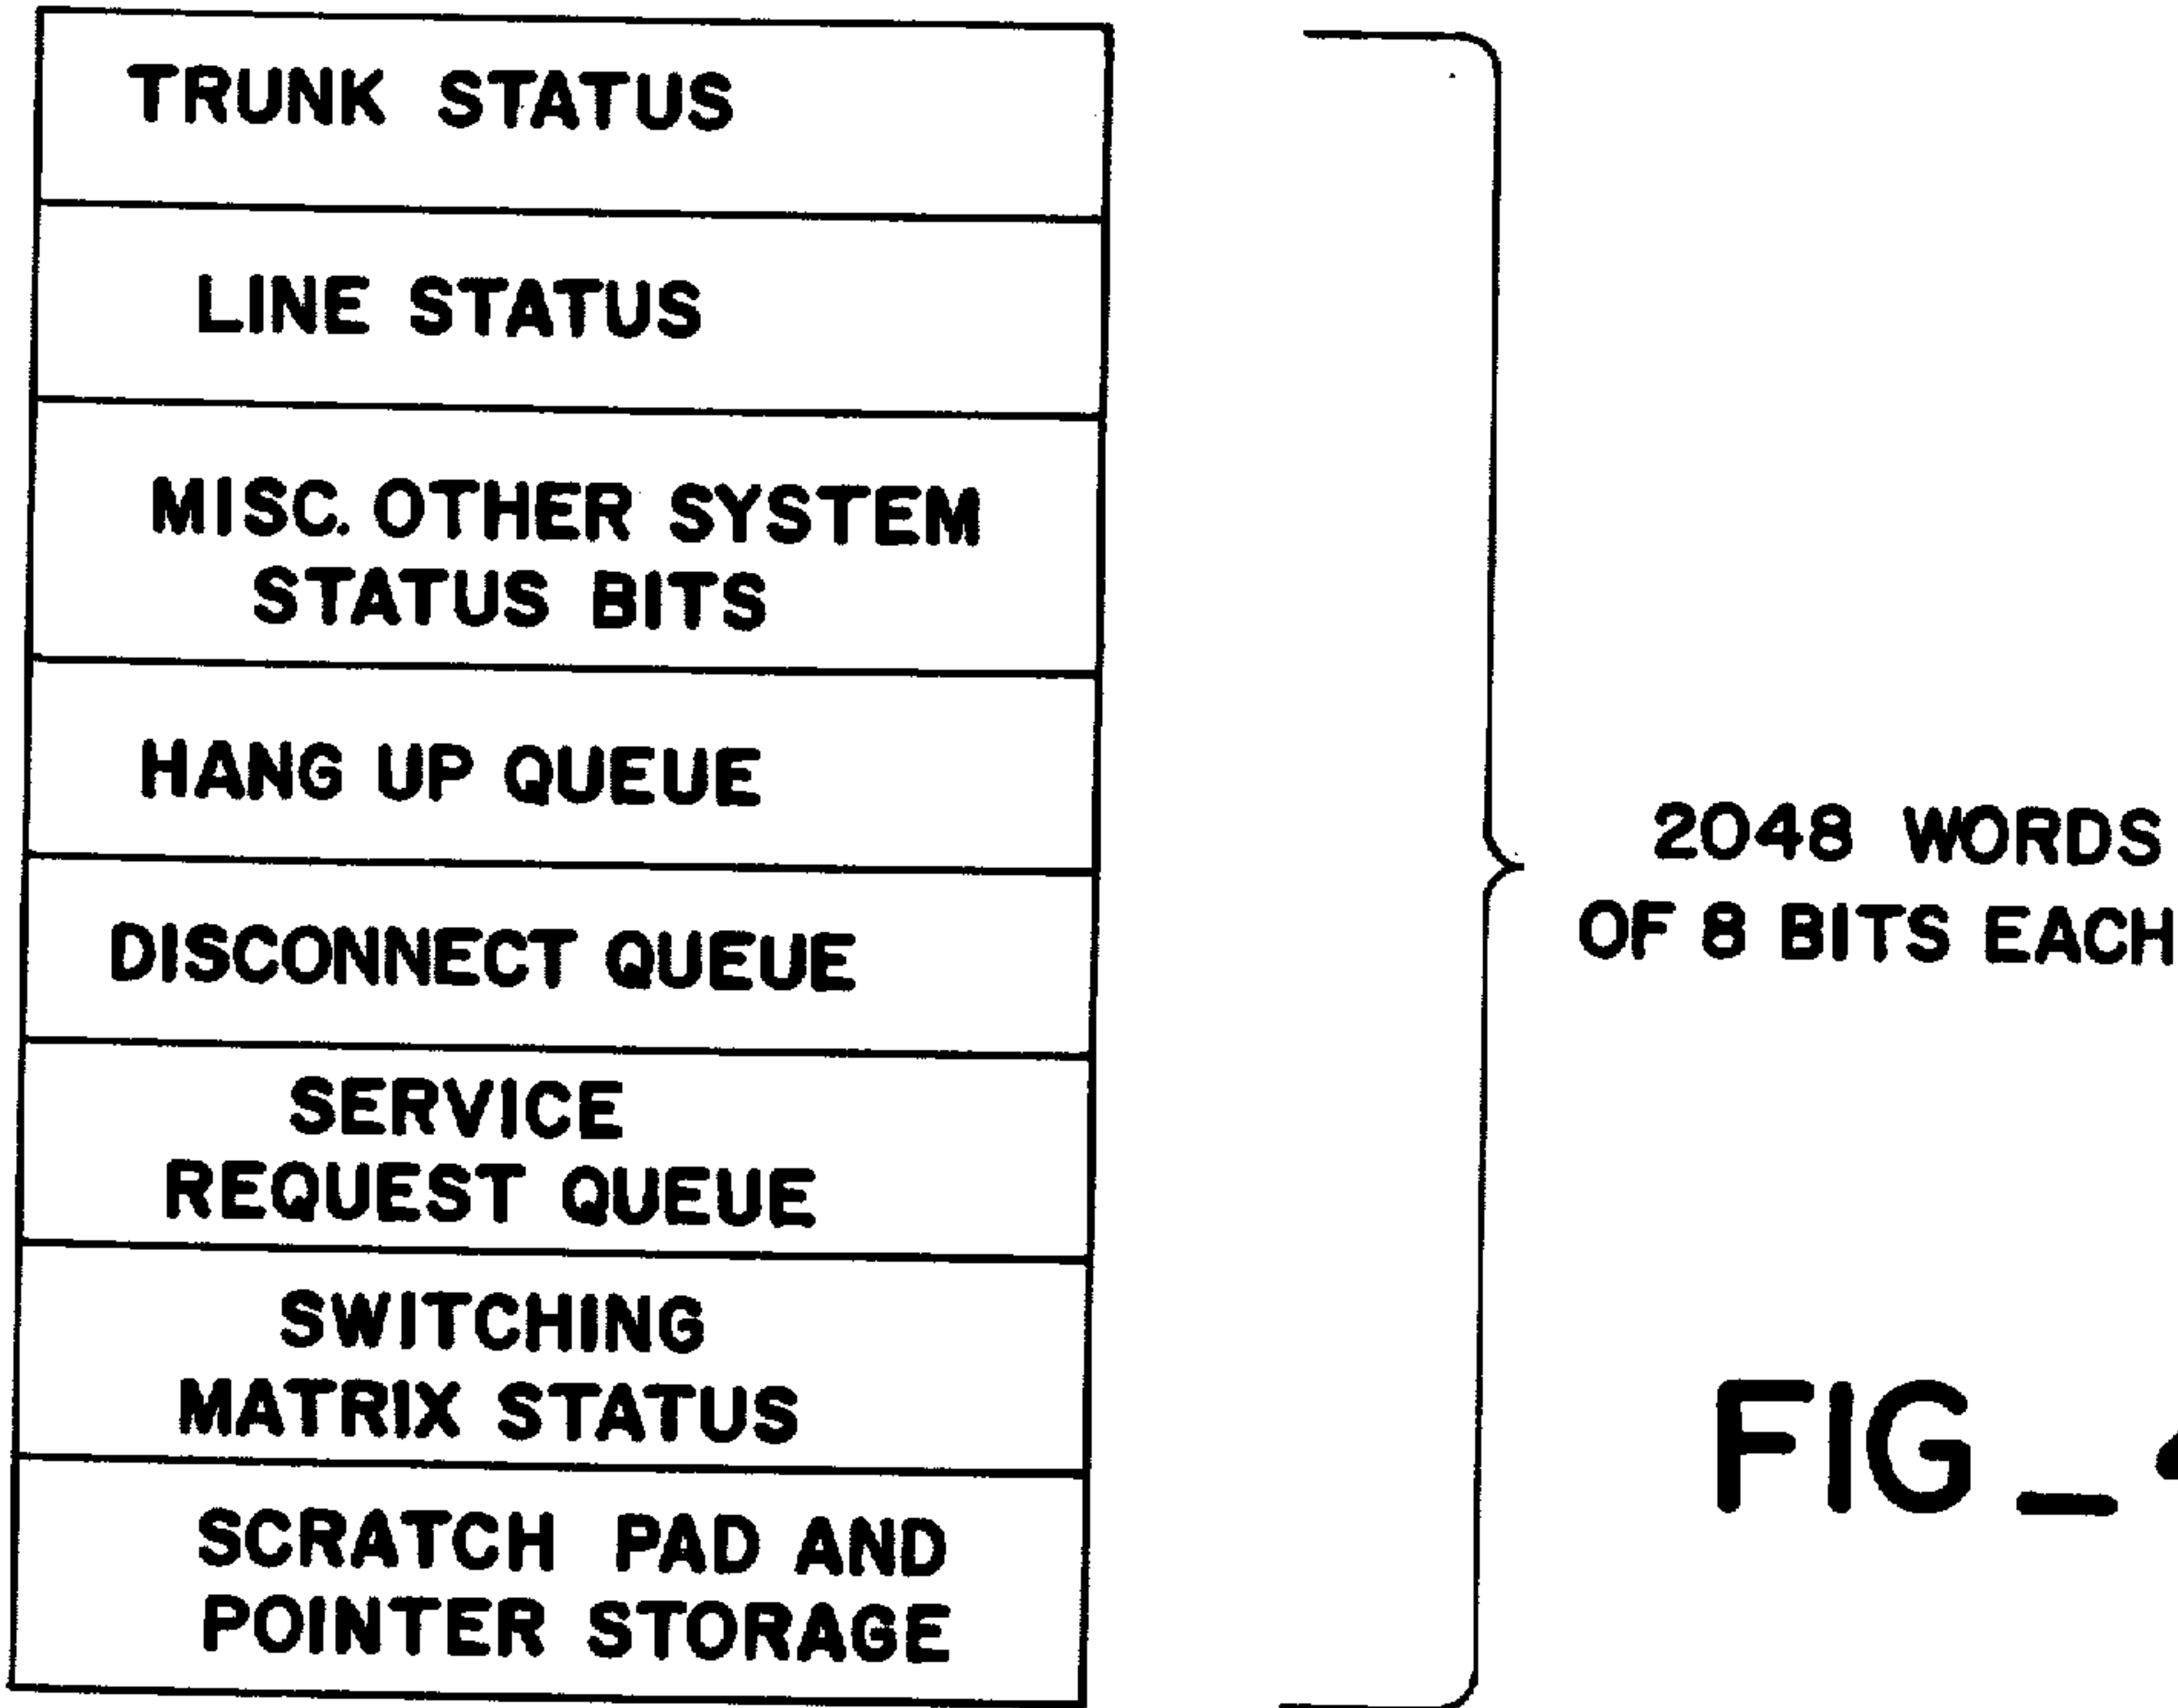 TRUNK STATUS
LINE STATUS
MISC. OTHER SYSTEM
STATUS BITS
HANG UP QUEUE
DISCONNECT QUEUE
SERVICE
REQUEST QUEUE
SWITCHING
MATRIX STATUS
SCRATCH PAD AND
POINTER STORAGE
2048 WORDS
OF 8 BITS EACH
FIG_